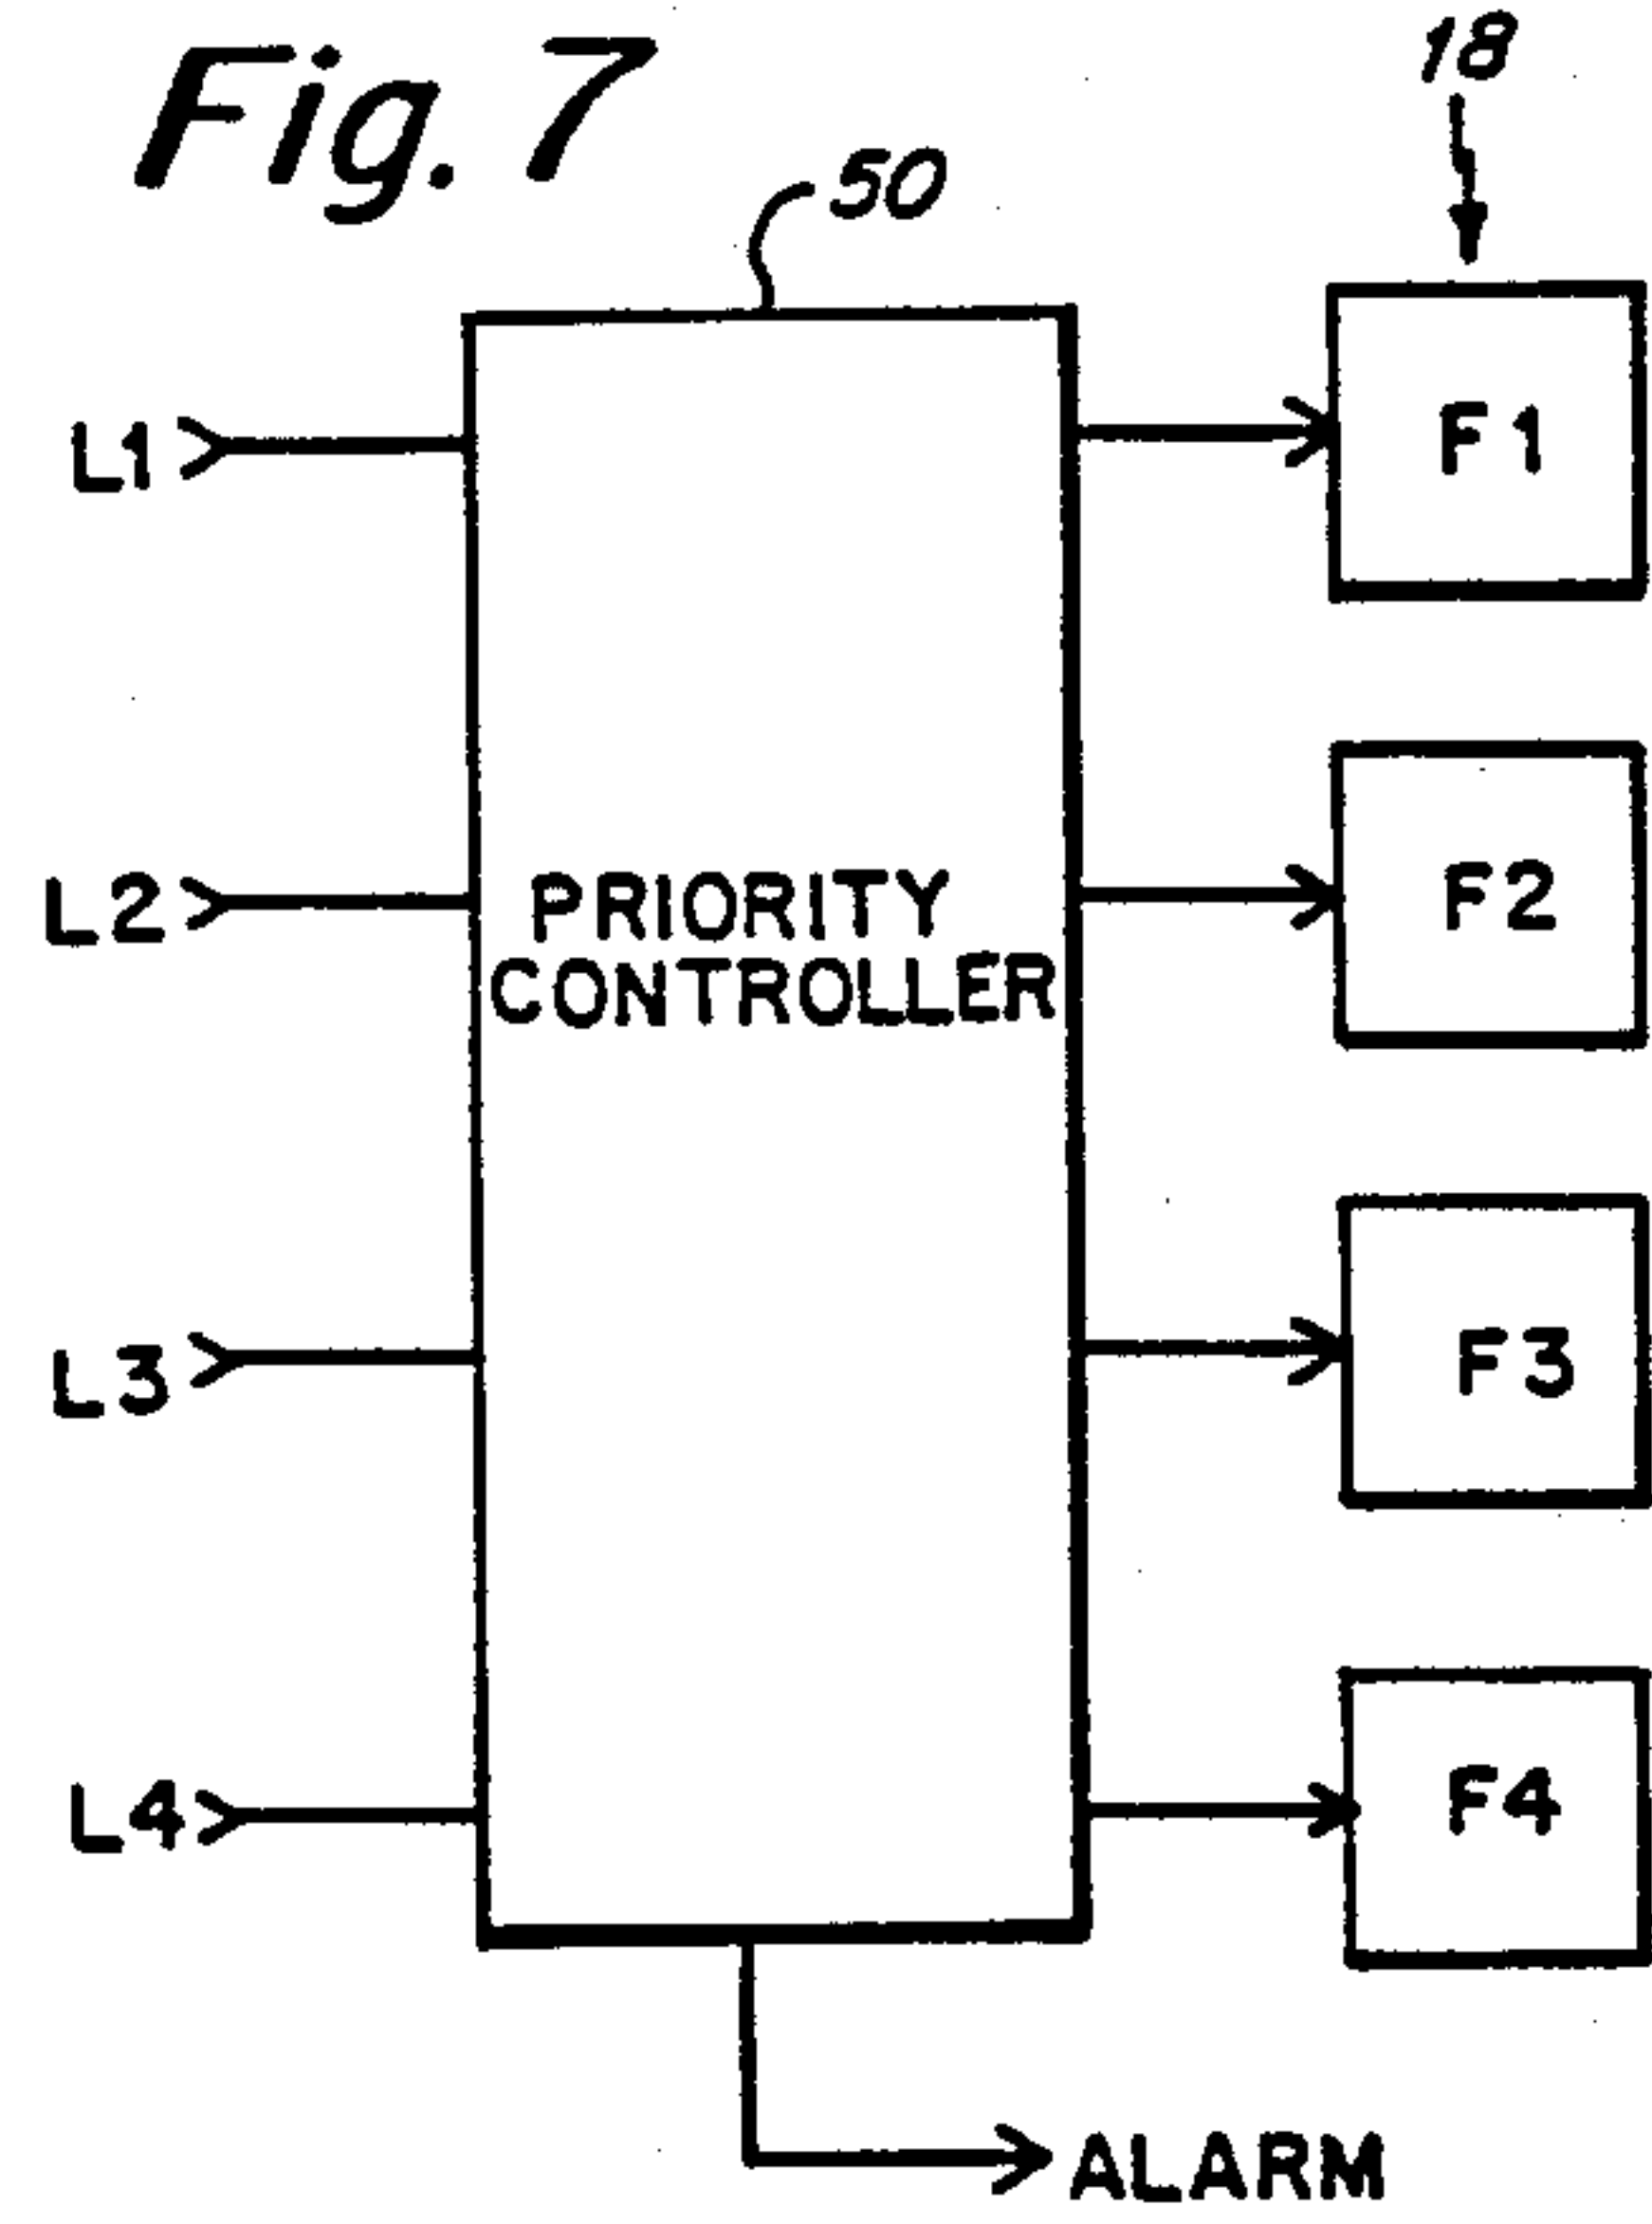 Fig. 7
18
50
L1
F1
L2
PRIORITY
CONTROLLER
F2
L3
F3
L4
F4
ALARM